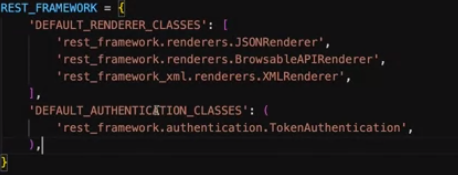 REST_FRAMEWORK = {
    'DEFAULT_RENDERER_CLASSES': [
        'rest_framework.renderers.JSONRenderer',
        'rest_framework.renderers.BrowsableAPIRenderer',
        'rest_framework_xml.renderers.XMLRenderer',
    ],
    'DEFAULT_AUTHENTICATION_CLASSES': (
        'rest_framework.authentication.TokenAuthentication',
    ),
}